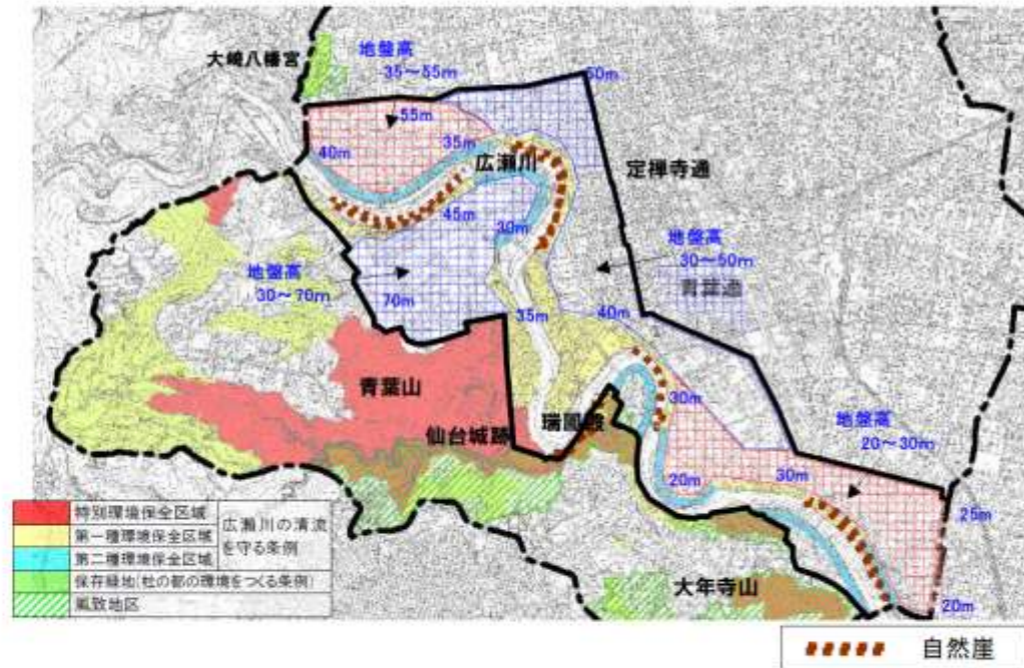 大崎八幡宮
地盤高
35～55m
50m
55m
40m
35m
広瀬川
定禅寺通
45m
30m
地盤高
30～50m
青葉通
地盤高
30～70m
70m
35m
40m
青葉山
瑞鳳殿
30m
仙台城跡
地盤高
20～30m
20m
30m
25m
大年寺山
20m
特別環境保全区域
第一種環境保全区域
第二種環境保全区域
広瀬川の清流
を守る条例
保存緑地(杜の都の環境をつくる条例)
風致地区
自然崖